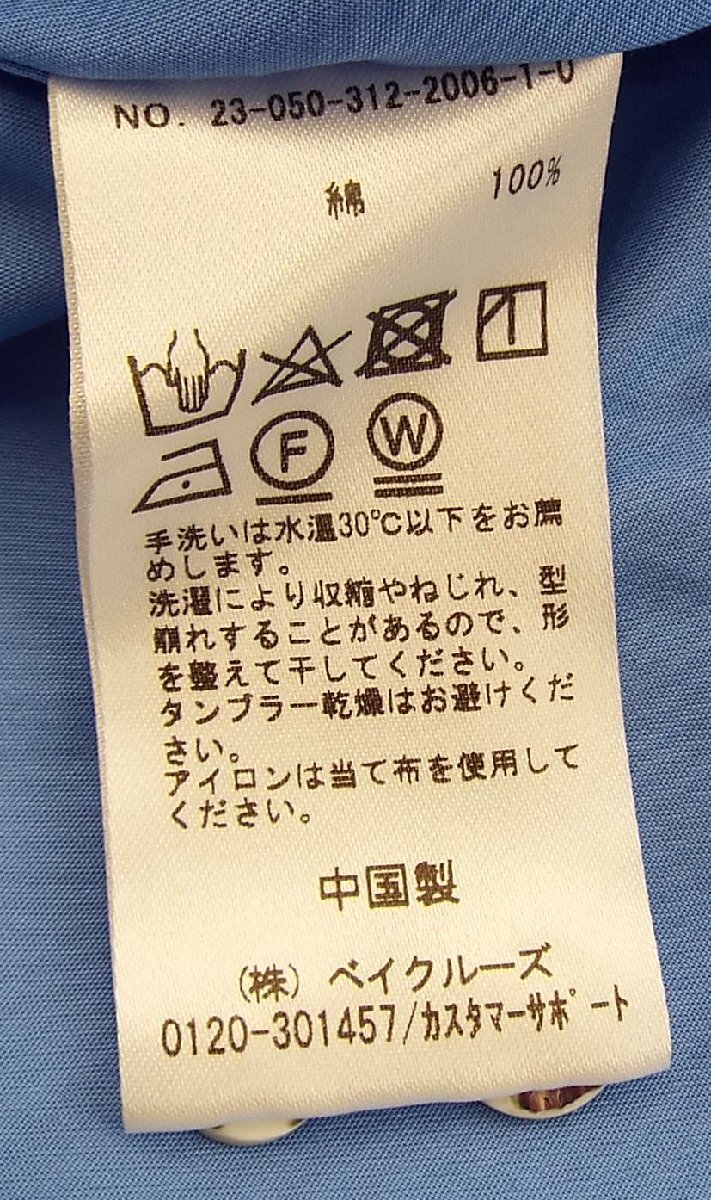 NO. 23-050-312-2006-1-0
綿 100%
F W
手洗いは水温30℃以下をお薦
めします。
洗濯により収縮やねじれ、型
崩れすることがあるので、形
を整えて干してください。
タンブラー乾燥はお避けくだ
さい。
アイロンは当て布を使用して
ください。
中国製
(株) ベイクルーズ
0120-301457/カスタマーサポート